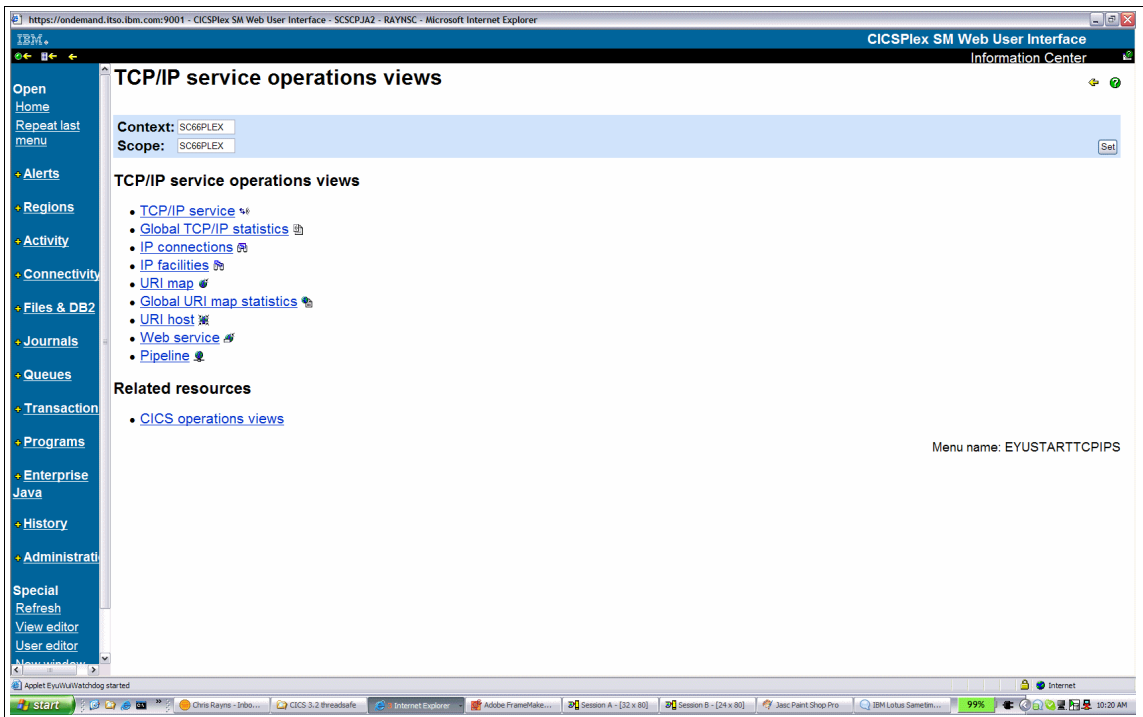 https://ondemand.itso.ibm.com:9001 - CICSPlex SM Web User Interface - SCSCPJA2 - RAYNSC - Microsoft Internet Explorer
IBM.
CICSPlex SM Web User Interface
Information Center
Open
Home
Repeat last
menu
Alerts
Regions
Activity
Connectivity
Files & DB2
Journals
Queues
Transaction
Programs
Enterprise
Java
History
Administrati
Special
Refresh
View editor
User editor
New window
TCP/IP service operations views
Context: SC66PLEX
Scope: SC66PLEX
Set
TCP/IP service operations views
• TCP/IP service
• Global TCP/IP statistics
• IP connections
• IP facilities
• URI map
• Global URI map statistics
• URI host
• Web service
• Pipeline
Related resources
• CICS operations views
Menu name: EYUSTARTTCPIPS
Applet EyuWuiWatchdog started
Internet
start
Chris Rayns - Inbo...
CICS 3.2 threadsafe
Internet Explorer
Adobe FrameMake...
Session A - [32 x 80]
Session B - [24 x 80]
Jasc Paint Shop Pro
IBM Lotus Sametim...
99%
10:20 AM